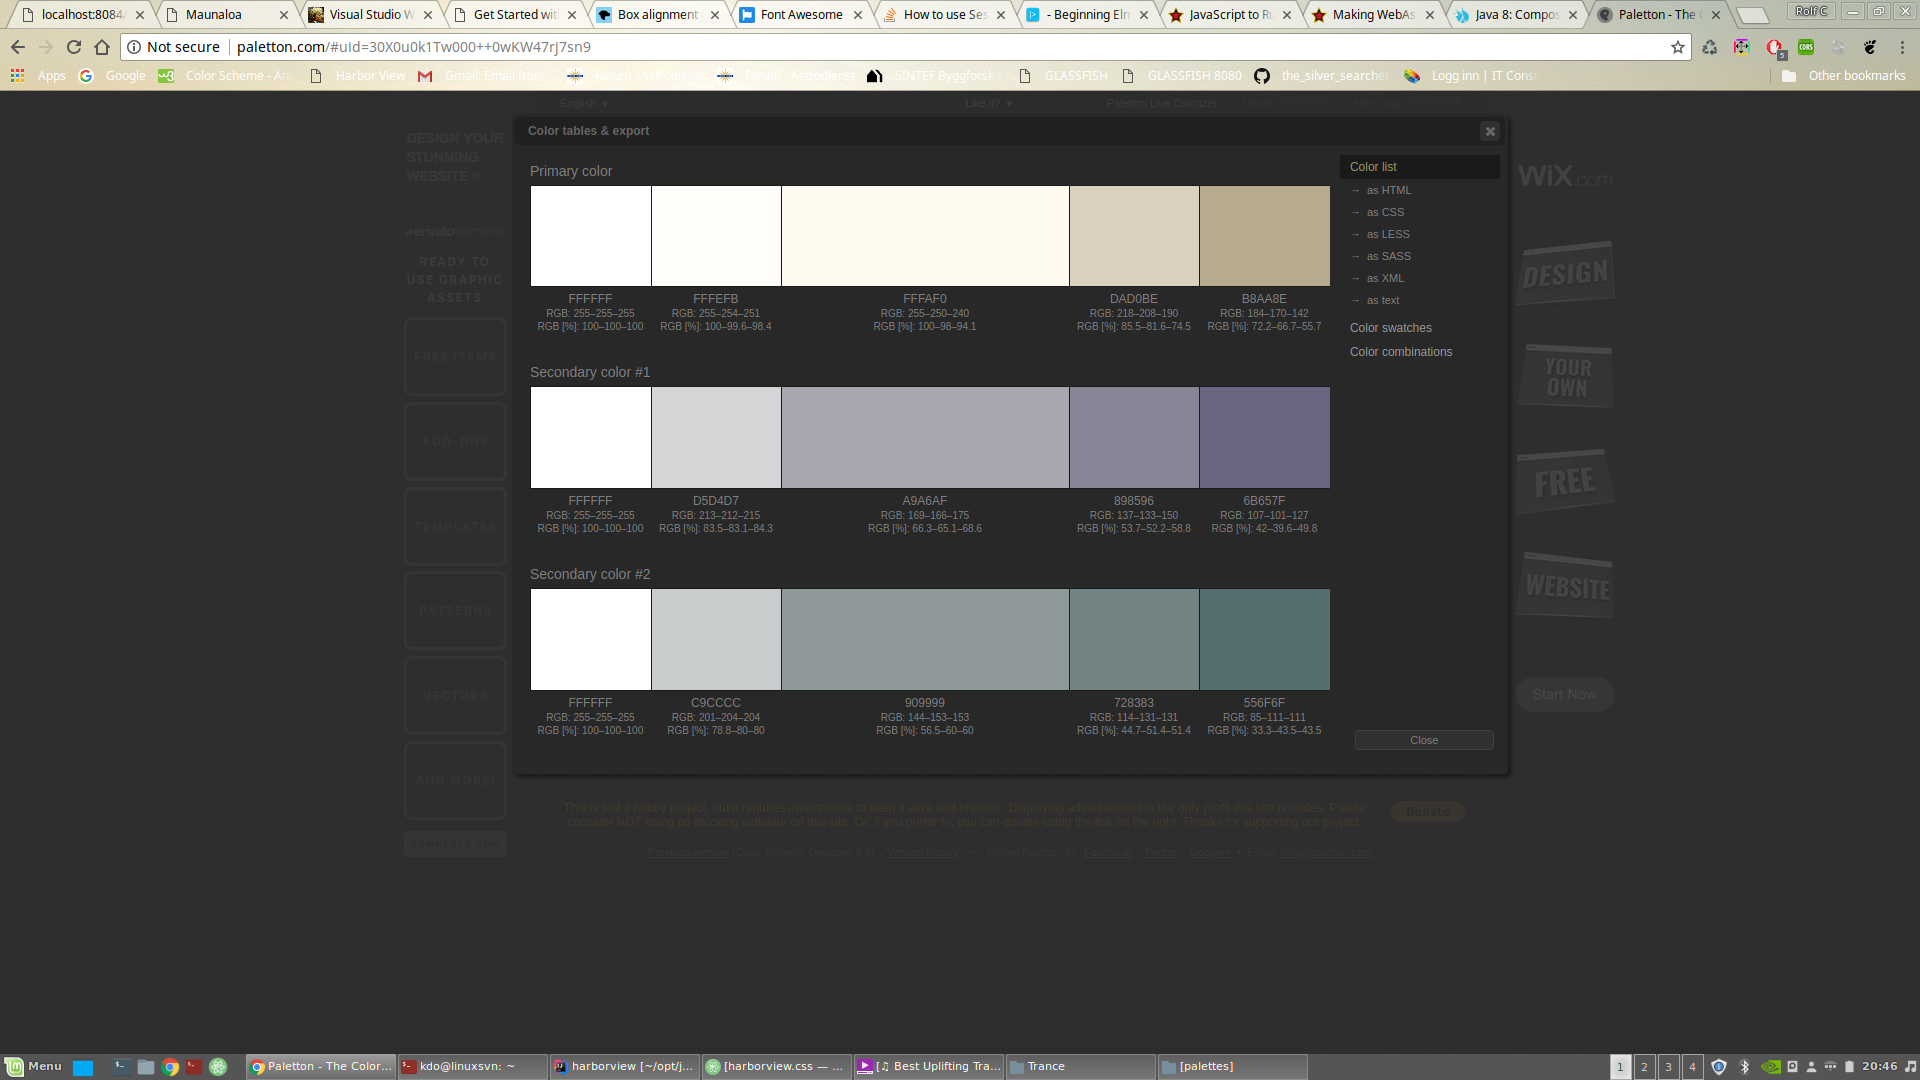 localhost:8084
Maunaloa
Visual Studio W
Get Started wit
Box alignment
Font Awesome
How to use Ses
- Beginning Elm
JavaScript to Ru
Making WebAs
Java 8: Compos
Paletton - The C
Rolf C
Not secure
paletton.com/#uid=30X0u0k1Tw000++0wKW47rj7sn9
Apps
Google
Color Scheme - An
Harbor View
Gmail: Email from
Forum - Astrodienst
SINTEF Byggforsk
GLASSFISH
GLASSFISH 8080
the_silver_searcher
Logg inn | IT Consu
Other bookmarks
English ▼
Like it? ▼
Paletton Live Colorizer
Color tables & export
DESIGN YOUR
STUNNING
WEBSITE »
envato elements
READY TO
USE GRAPHIC
ASSETS
FREE ITEMS
ADD-ONS
TEMPLATES
PATTERNS
VECTORS
AND MORE!
DOWNLOAD NOW
Primary color
FFFFFF
RGB: 255–255–255
RGB [%]: 100–100–100
FFFEFB
RGB: 255–254–251
RGB [%]: 100–99.6–98.4
FFFAF0
RGB: 255–250–240
RGB [%]: 100–98–94.1
DAD0BE
RGB: 218–208–190
RGB [%]: 85.5–81.6–74.5
B8AA8E
RGB: 184–170–142
RGB [%]: 72.2–66.7–55.7
Secondary color #1
FFFFFF
RGB: 255–255–255
RGB [%]: 100–100–100
D5D4D7
RGB: 213–212–215
RGB [%]: 83.5–83.1–84.3
A9A6AF
RGB: 169–166–175
RGB [%]: 66.3–65.1–68.6
898596
RGB: 137–133–150
RGB [%]: 53.7–52.2–58.8
6B657F
RGB: 107–101–127
RGB [%]: 42–39.6–49.8
Secondary color #2
FFFFFF
RGB: 255–255–255
RGB [%]: 100–100–100
C9CCCC
RGB: 201–204–204
RGB [%]: 78.8–80–80
909999
RGB: 144–153–153
RGB [%]: 56.5–60–60
728383
RGB: 114–131–131
RGB [%]: 44.7–51.4–51.4
556F6F
RGB: 85–111–111
RGB [%]: 33.3–43.5–43.5
Color list
→ as HTML
→ as CSS
→ as LESS
→ as SASS
→ as XML
→ as text
Color swatches
Color combinations
Close
WiX.com
DESIGN
YOUR
OWN
FREE
WEBSITE
Start Now
This is just a hobby project, but it requires investments to keep it alive and improve. Displaying advertisement is the only profit this site provides. Please
consider NOT using ad-blocking software on this site. Or, if you prefer to, you can donate using the link on the right. Thanks for supporting our project.
Donate
Previous version (Color Scheme Designer 3.5) – Version history • Follow Paletton on: Facebook – Twitter – Google+ • Email: info@paletton.com
Menu
Paletton - The Color...
kdo@linuxsvn: ~
harborview [~/opt/j...
[harborview.css — ...
[♫ Best Uplifting Tra...
Trance
[palettes]
1
2
3
4
20:46